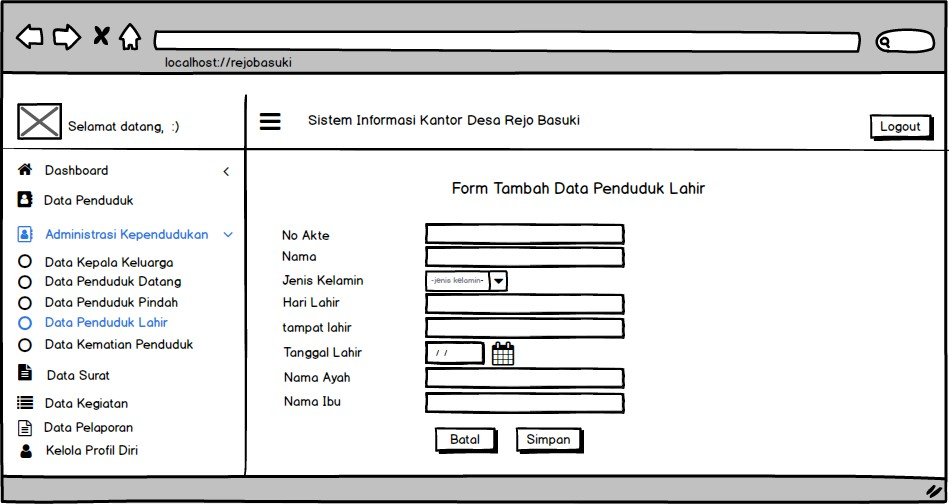 localhost://rejobasuki
Selamat datang, :)
Sistem Informasi Kantor Desa Rejo Basuki
Logout
Dashboard
Data Penduduk
Administrasi Kependudukan
Data Kepala Keluarga
Data Penduduk Datang
Data Penduduk Pindah
Data Penduduk Lahir
Data Kematian Penduduk
Data Surat
Data Kegiatan
Data Pelaporan
Kelola Profil Diri
Form Tambah Data Penduduk Lahir
No Akte
Nama
Jenis Kelamin
-jenis kelamin-
Hari Lahir
tampat lahir
Tanggal Lahir
/ /
Nama Ayah
Nama Ibu
Batal
Simpan